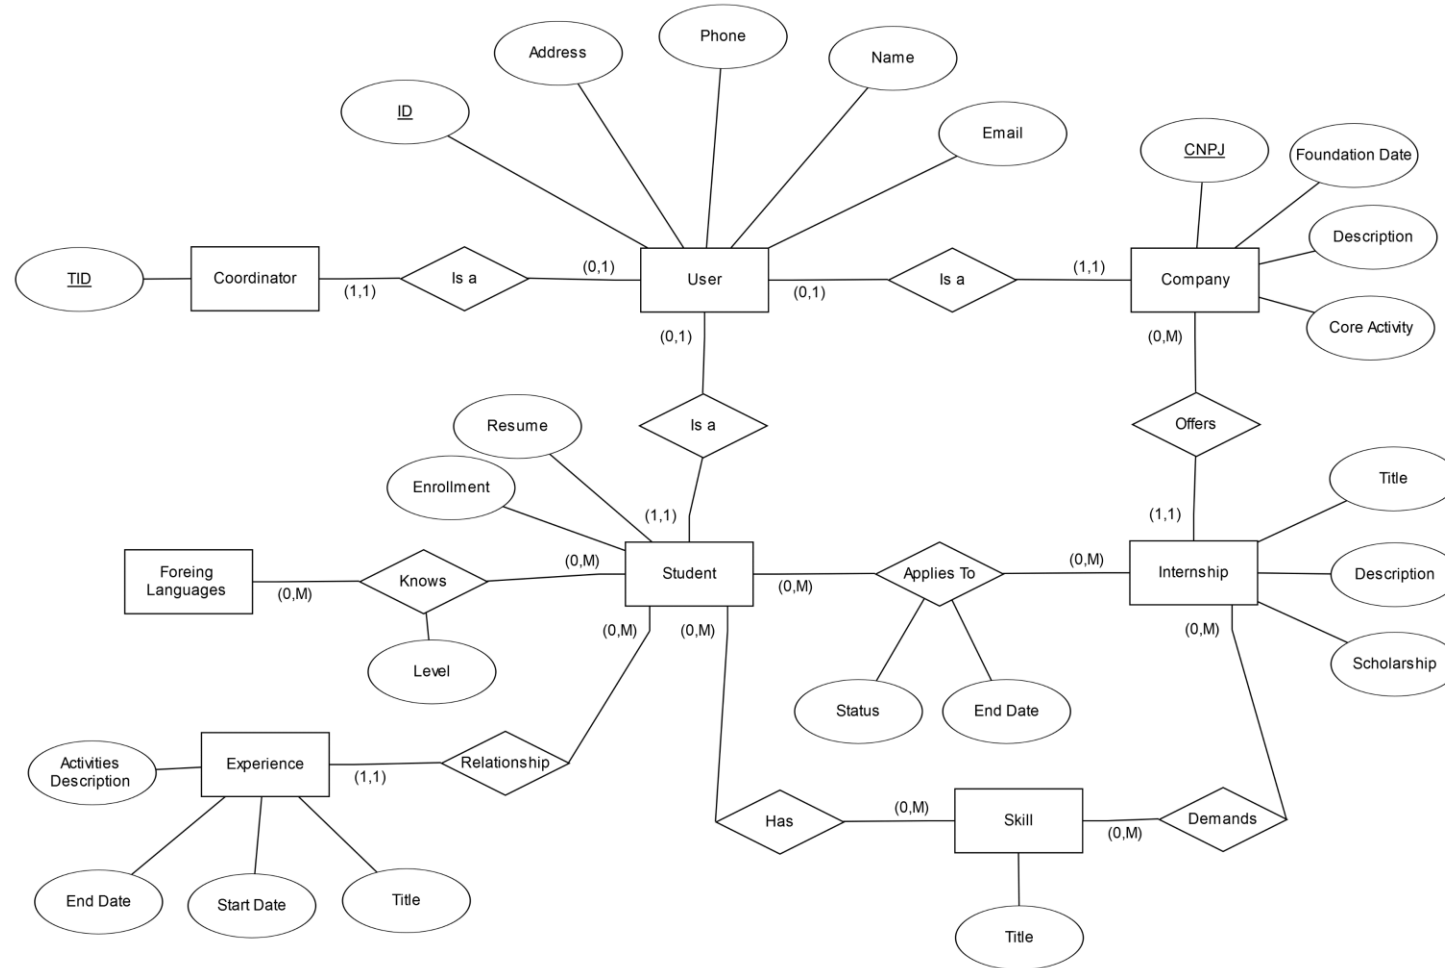 Phone
Address
Name
ID
Email
CNPJ
Foundation Date
Description
TID
Coordinator
(1,1)
Is a
(0,1)
User
(0,1)
Is a
(1,1)
Company
Core Activity
(0,1)
(0,M)
Is a
Offers
Resume
Enrollment
(1,1)
(1,1)
Title
Foreing
Languages
(0,M)
Knows
(0,M)
Student
(0,M)
Applies To
(0,M)
Internship
Description
(0,M)
(0,M)
(0,M)
Level
Scholarship
Status
End Date
Activities
Description
Experience
(1,1)
Relationship
Has
(0,M)
Skill
(0,M)
Demands
End Date
Start Date
Title
Title